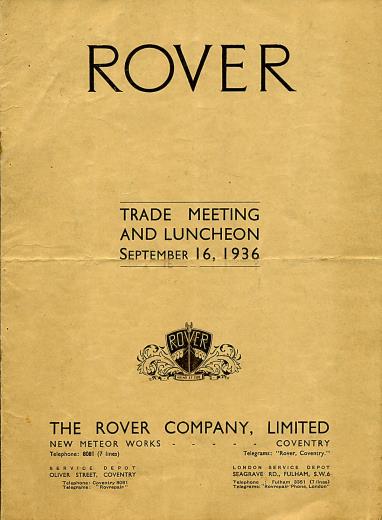 ROVER
TRADE MEETING
AND LUNCHEON
SEPTEMBER 16, 1936
ROVER
THE ROVER COMPANY, LIMITED
NEW METEOR WORKS - - - - - COVENTRY
Telephone: 8081 (7 lines) Telegrams: "Rover, Coventry."
SERVICE DEPOT
OLIVER STREET, COVENTRY
Telephone: Coventry 8081
Telegrams: "Rovrepair"
LONDON SERVICE DEPOT
SEAGRAVE RD., FULHAM, S.W.6
Telephone : Fulham 3351 (7 lines)
Telegrams: "Rovrepair Phone, London"